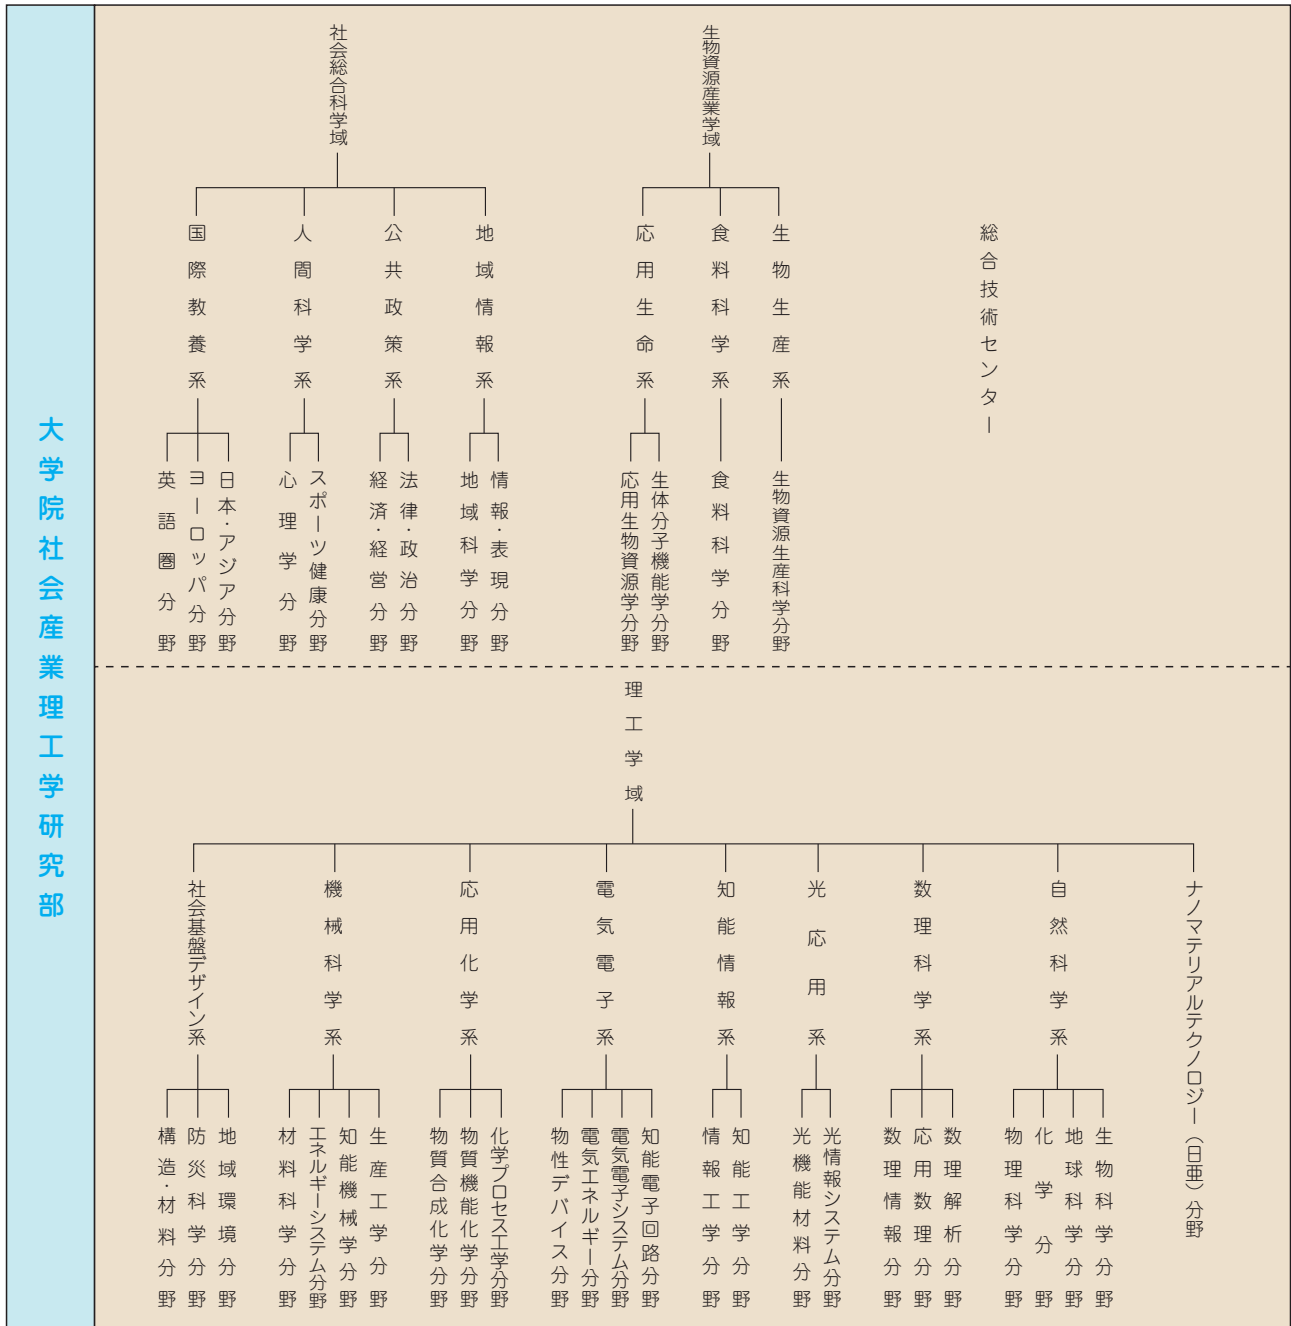 大学院社会産業理工学研究部
社会総合科学域
国際教養系
英語圏分野
ヨーロッパ分野
日本・アジア分野
人間科学系
心理学分野
スポーツ健康分野
公共政策系
経済・経営分野
法律・政治分野
地域情報系
地域科学分野
情報・表現分野
生物資源産業学域
応用生命系
応用生物資源学分野
生体分子機能学分野
食料科学系
食料科学分野
生物生産系
生物資源生産科学分野
総合技術センター
理工学域
社会基盤デザイン系
構造・材料分野
防災科学分野
地域環境分野
機械科学系
材料科学分野
エネルギーシステム分野
知能機械学分野
生産工学分野
応用化学系
物質合成化学分野
物質機能化学分野
化学プロセス工学分野
電気電子系
物性デバイス分野
電気エネルギー分野
電気電子システム分野
知能電子回路分野
知能情報系
情報工学分野
知能工学分野
光応用系
光機能材料分野
光情報システム分野
数理科学系
数理情報分野
応用数理分野
数理解析分野
自然科学系
物理科学分野
化学分野
地球科学分野
生物科学分野
ナノマテリアルテクノロジー（日亜）分野